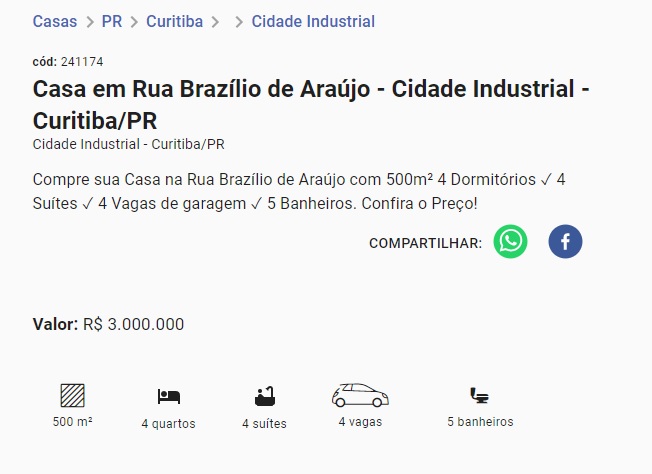 Casas > PR > Curitiba > > Cidade Industrial
cód: 241174
Casa em Rua Brazílio de Araújo - Cidade Industrial -
Curitiba/PR
Cidade Industrial - Curitiba/PR
Compre sua Casa na Rua Brazílio de Araújo com 500m² 4 Dormitórios ✓ 4
Suítes ✓ 4 Vagas de garagem ✓ 5 Banheiros. Confira o Preço!
COMPARTILHAR:
Valor: R$ 3.000.000
500 m² 4 quartos 4 suítes 4 vagas 5 banheiros